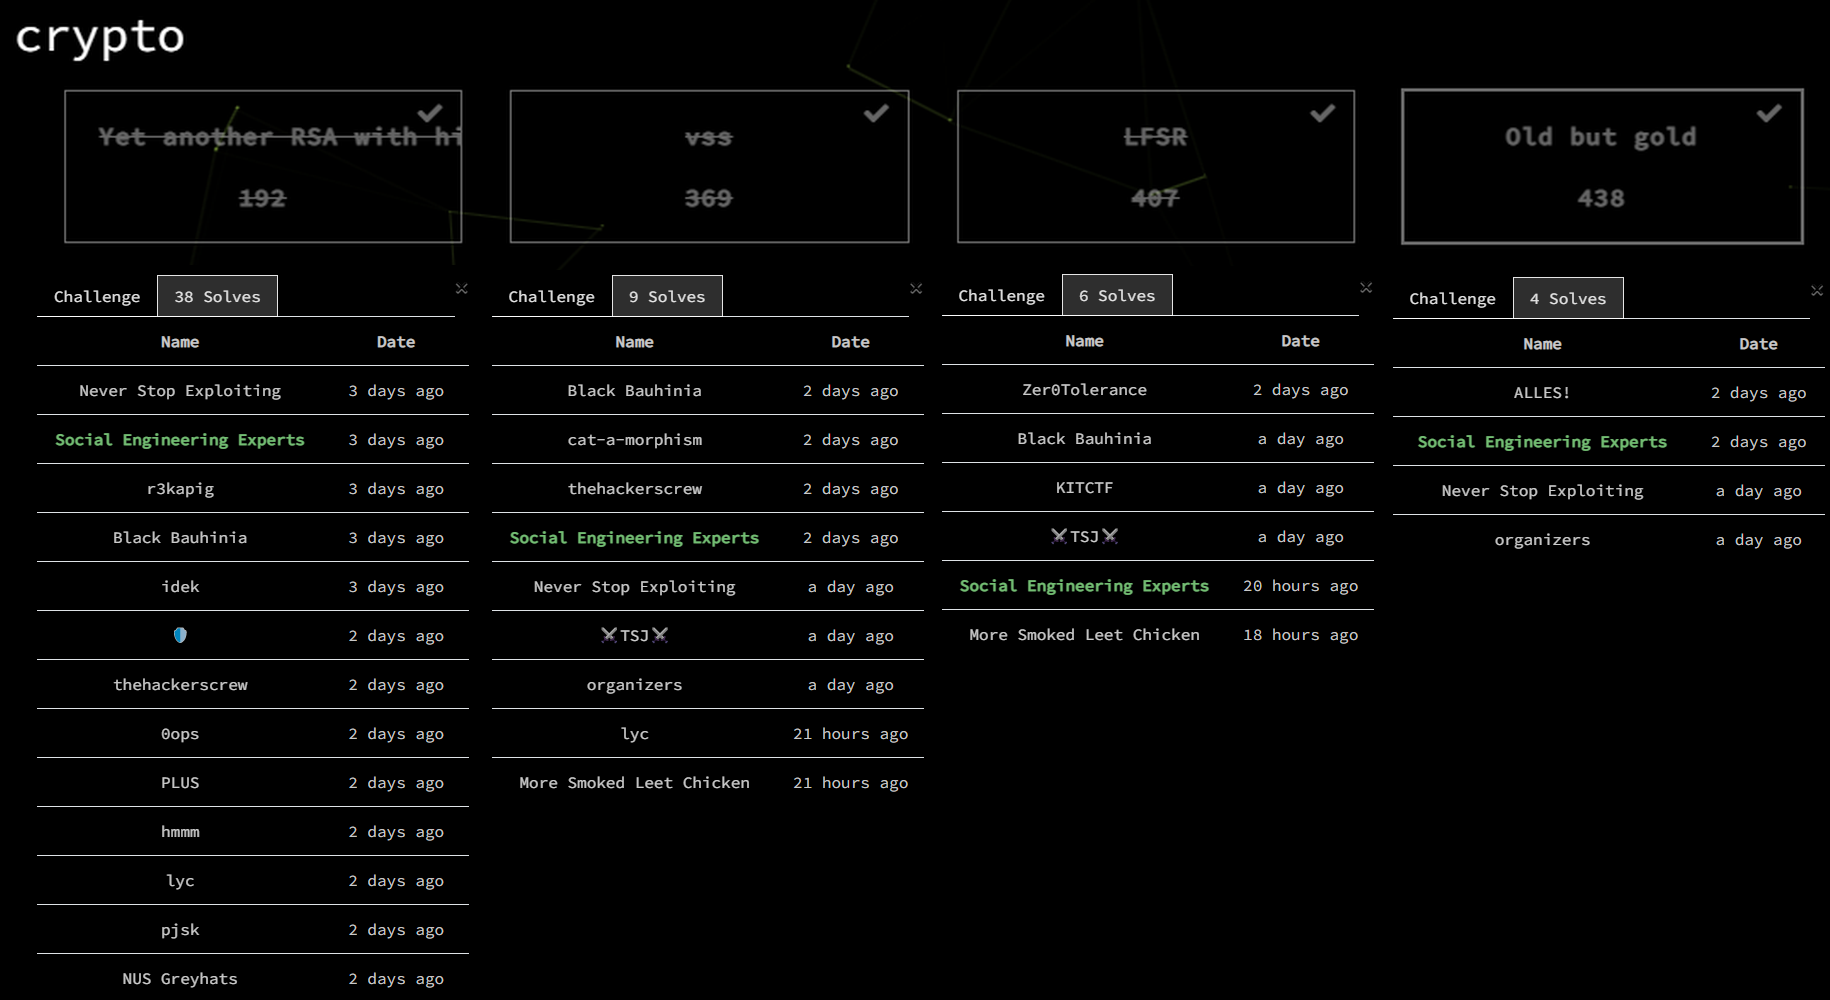 crypto
Yet another RSA with hi
192
vss
369
LFSR
407
Old but gold
438
Challenge 38 Solves
Name Date
Never Stop Exploiting 3 days ago
Social Engineering Experts 3 days ago
r3kapig 3 days ago
Black Bauhinia 3 days ago
idek 3 days ago
🛡 2 days ago
thehackerscrew 2 days ago
0ops 2 days ago
PLUS 2 days ago
hmmm 2 days ago
lyc 2 days ago
pjsk 2 days ago
NUS Greyhats 2 days ago
Challenge 9 Solves
Name Date
Black Bauhinia 2 days ago
cat-a-morphism 2 days ago
thehackerscrew 2 days ago
Social Engineering Experts 2 days ago
Never Stop Exploiting a day ago
⚔TSJ⚔ a day ago
organizers a day ago
lyc 21 hours ago
More Smoked Leet Chicken 21 hours ago
Challenge 6 Solves
Name Date
Zer0Tolerance 2 days ago
Black Bauhinia a day ago
KITCTF a day ago
⚔TSJ⚔ a day ago
Social Engineering Experts 20 hours ago
More Smoked Leet Chicken 18 hours ago
Challenge 4 Solves
Name Date
ALLES! 2 days ago
Social Engineering Experts 2 days ago
Never Stop Exploiting a day ago
organizers a day ago